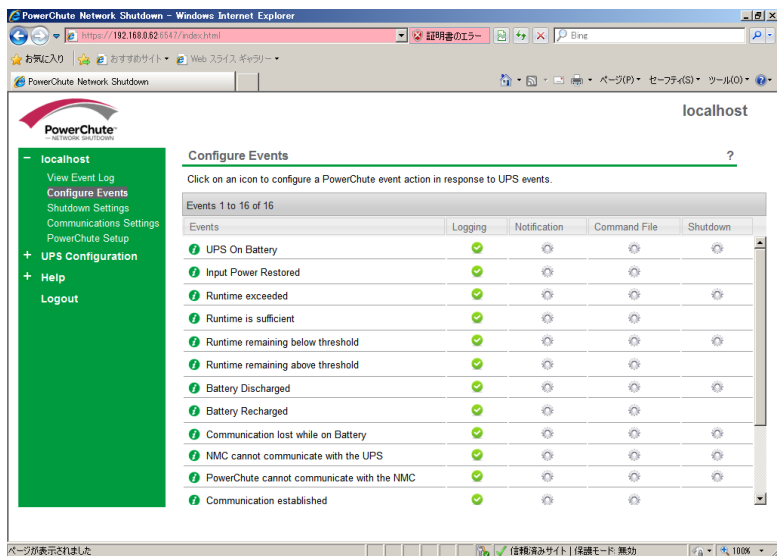 PowerChute Network Shutdown - Windows Internet Explorer
https://192.168.0.62:6547/index.html
証明書のエラー
Bing
お気に入り
おすすめサイト
Web スライス ギャラリー
PowerChute Network Shutdown
ページ(P)
セーフティ(S)
ツール(O)
PowerChute
NETWORK SHUTDOWN
localhost
localhost
View Event Log
Configure Events
Shutdown Settings
Communications Settings
PowerChute Setup
UPS Configuration
Help
Logout
Configure Events ?
Click on an icon to configure a PowerChute event action in response to UPS events.
Events 1 to 16 of 16
Events Logging Notification Command File Shutdown
UPS On Battery
Input Power Restored
Runtime exceeded
Runtime is sufficient
Runtime remaining below threshold
Runtime remaining above threshold
Battery Discharged
Battery Recharged
Communication lost while on Battery
NMC cannot communicate with the UPS
PowerChute cannot communicate with the NMC
Communication established
ページが表示されました
信頼済みサイト | 保護モード: 無効
100%